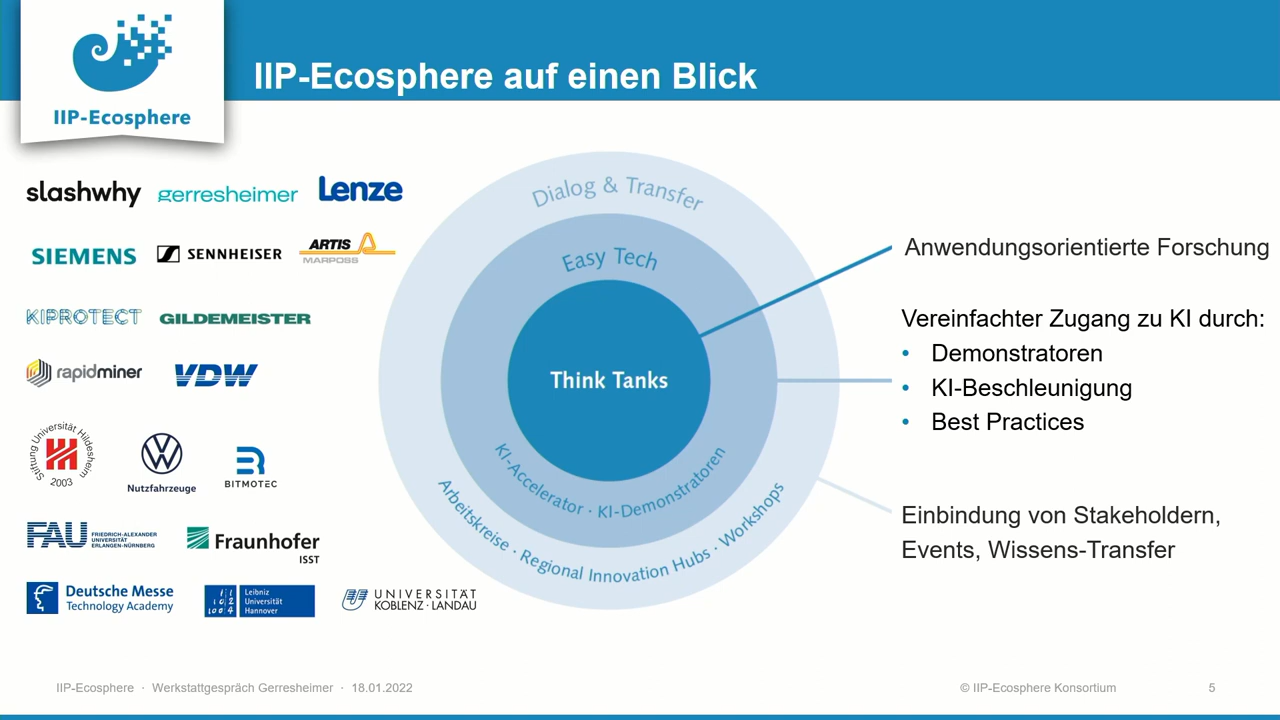 IIP-Ecosphere
IIP-Ecosphere auf einen Blick
slashwhy
gerresheimer
Lenze
SIEMENS
SENNHEISER
ARTIS
MARPOSS
KIPROTECT
GILDEMEISTER
rapidminer
VDW
Stiftung Universität Hildesheim
2003
Nutzfahrzeuge
BITMOTEC
FAU
FRIEDRICH-ALEXANDER
UNIVERSITÄT
ERLANGEN-NÜRNBERG
Fraunhofer
ISST
Deutsche Messe
Technology Academy
Leibniz
Universität
Hannover
UNIVERSITÄT
KOBLENZ · LANDAU
Dialog & Transfer
Easy Tech
Think Tanks
KI-Accelerator · KI-Demonstratoren
Arbeitskreise · Regional Innovation Hubs · Workshops
Anwendungsorientierte Forschung
Vereinfachter Zugang zu KI durch:
• Demonstratoren
• KI-Beschleunigung
• Best Practices
Einbindung von Stakeholdern,
Events, Wissens-Transfer
IIP-Ecosphere · Werkstattgespräch Gerresheimer · 18.01.2022
© IIP-Ecosphere Konsortium
5